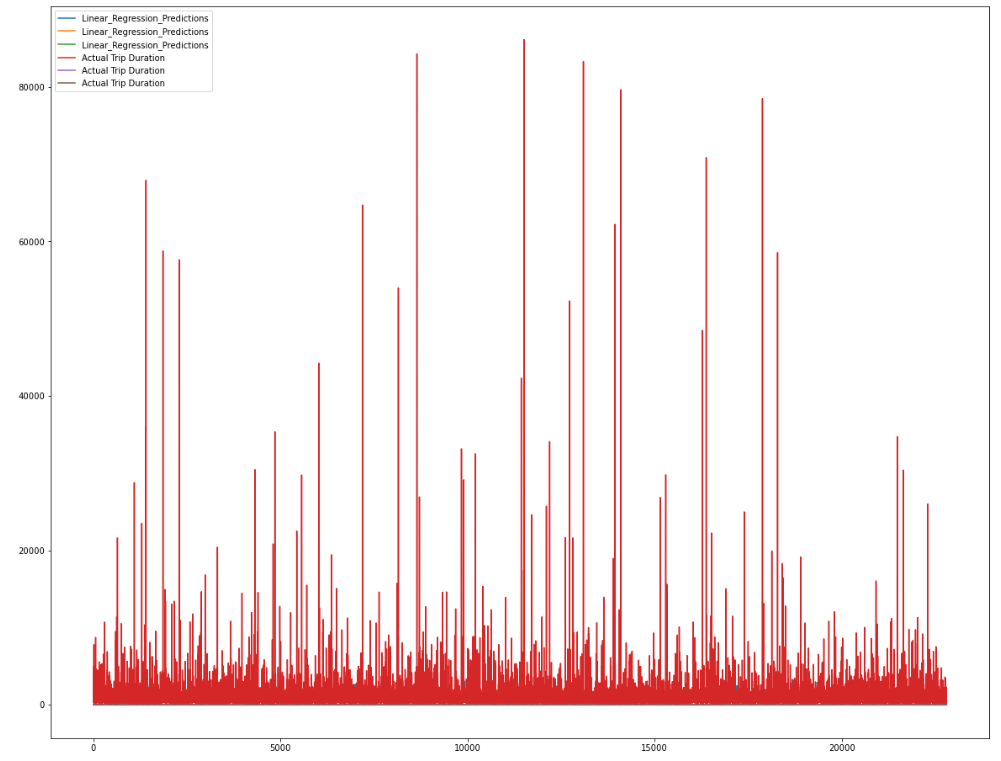 Linear_Regression_Predictions
Linear_Regression_Predictions
Linear_Regression_Predictions
Actual Trip Duration
Actual Trip Duration
Actual Trip Duration
80000
60000
40000
20000
0
0 5000 10000 15000 20000